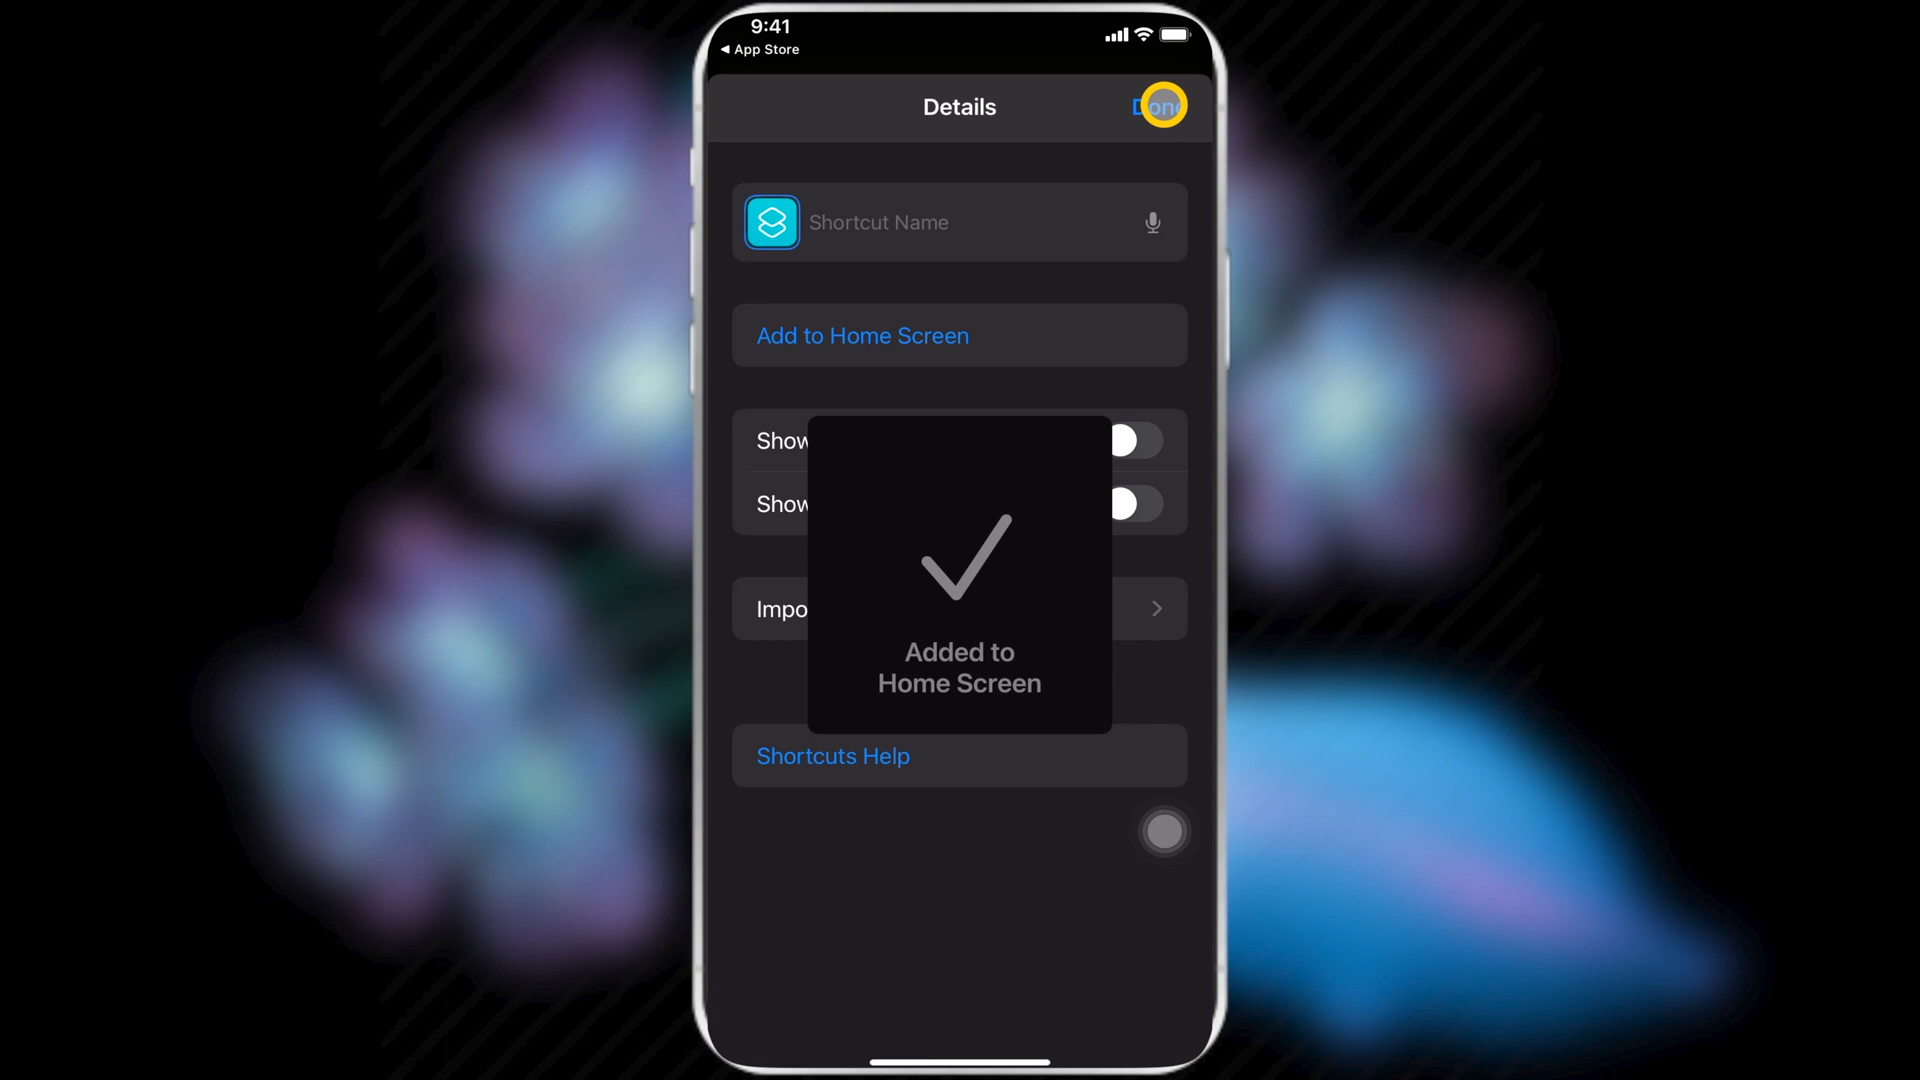 9:41
◀ App Store
Details
Done
Shortcut Name
Add to Home Screen
Show
Show
Impo
Added to
Home Screen
Shortcuts Help